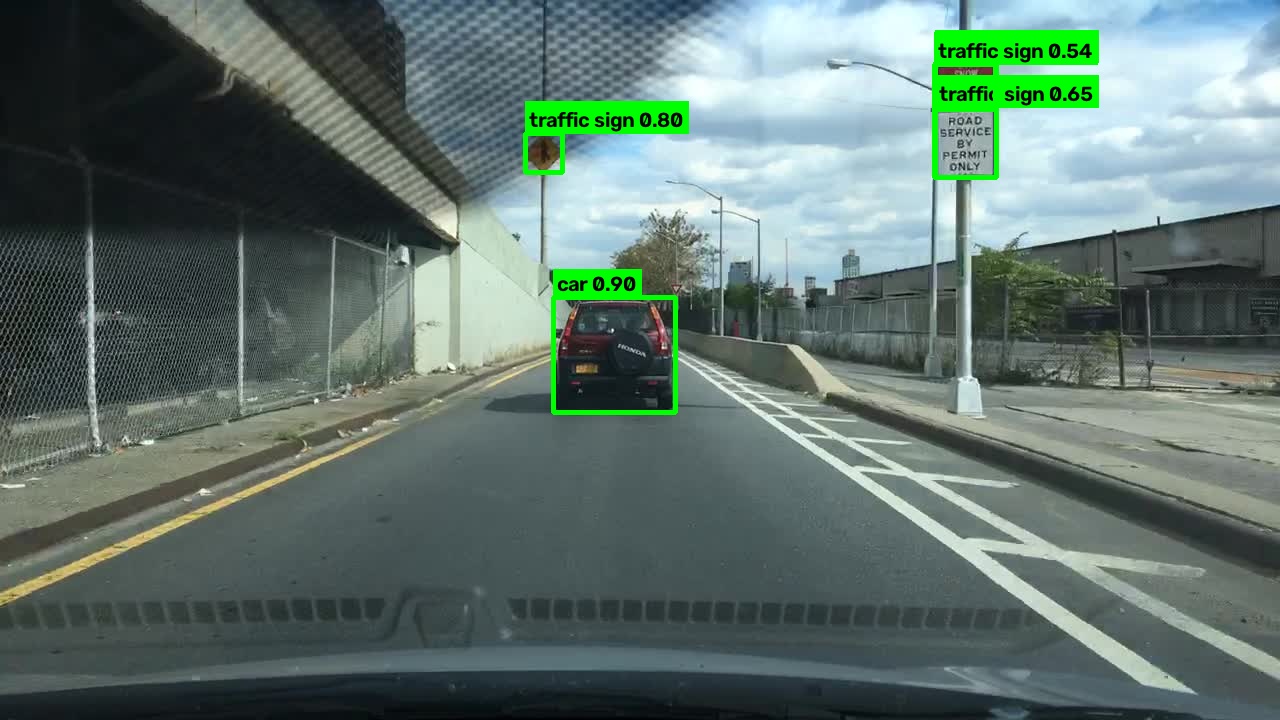 traffic sign 0.54
SNOW
traffic sign 0.65
ROAD
SERVICE
BY
PERMIT
ONLY
traffic sign 0.80
car 0.90
HONDA